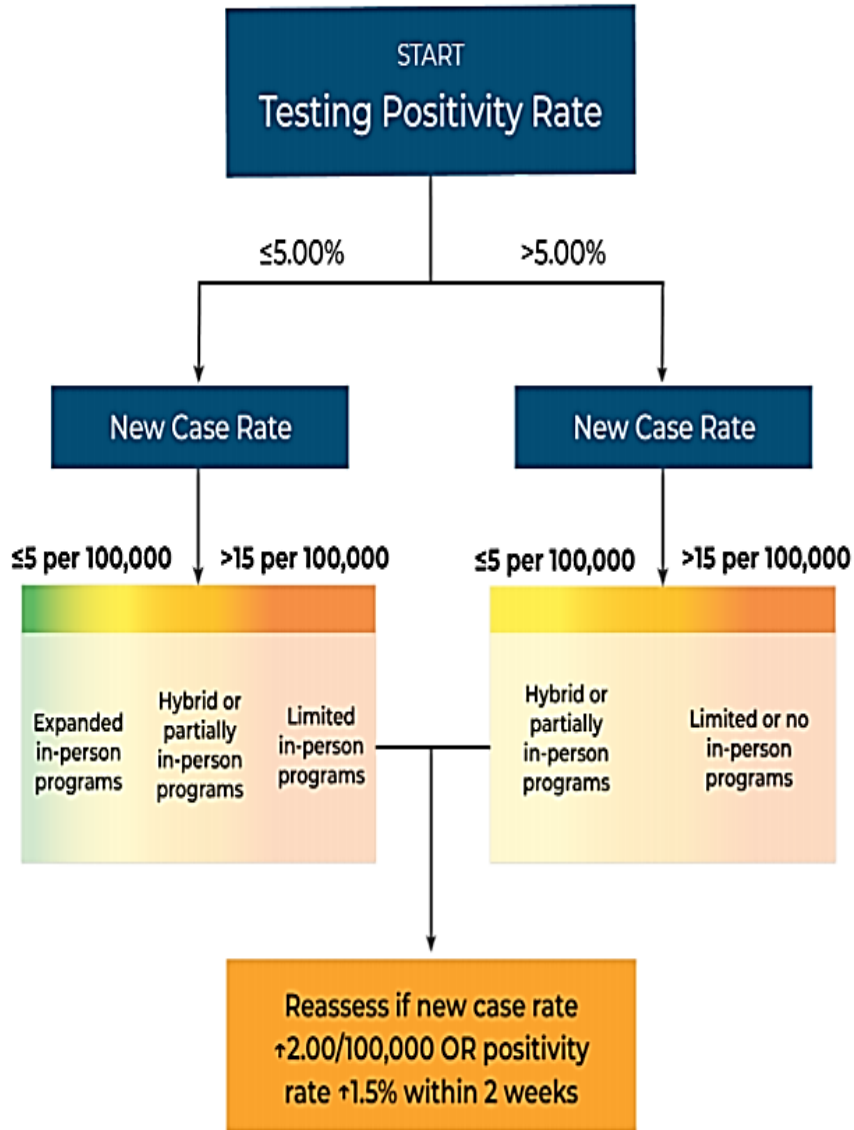 START
Testing Positivity Rate
≤5.00%
>5.00%
New Case Rate
New Case Rate
≤5 per 100,000
>15 per 100,000
≤5 per 100,000
>15 per 100,000
Expanded
in-person
programs
Hybrid or
partially
in-person
programs
Limited
in-person
programs
Hybrid or
partially
in-person
programs
Limited or no
in-person
programs
Reassess if new case rate
↑2.00/100,000 OR positivity
rate ↑1.5% within 2 weeks